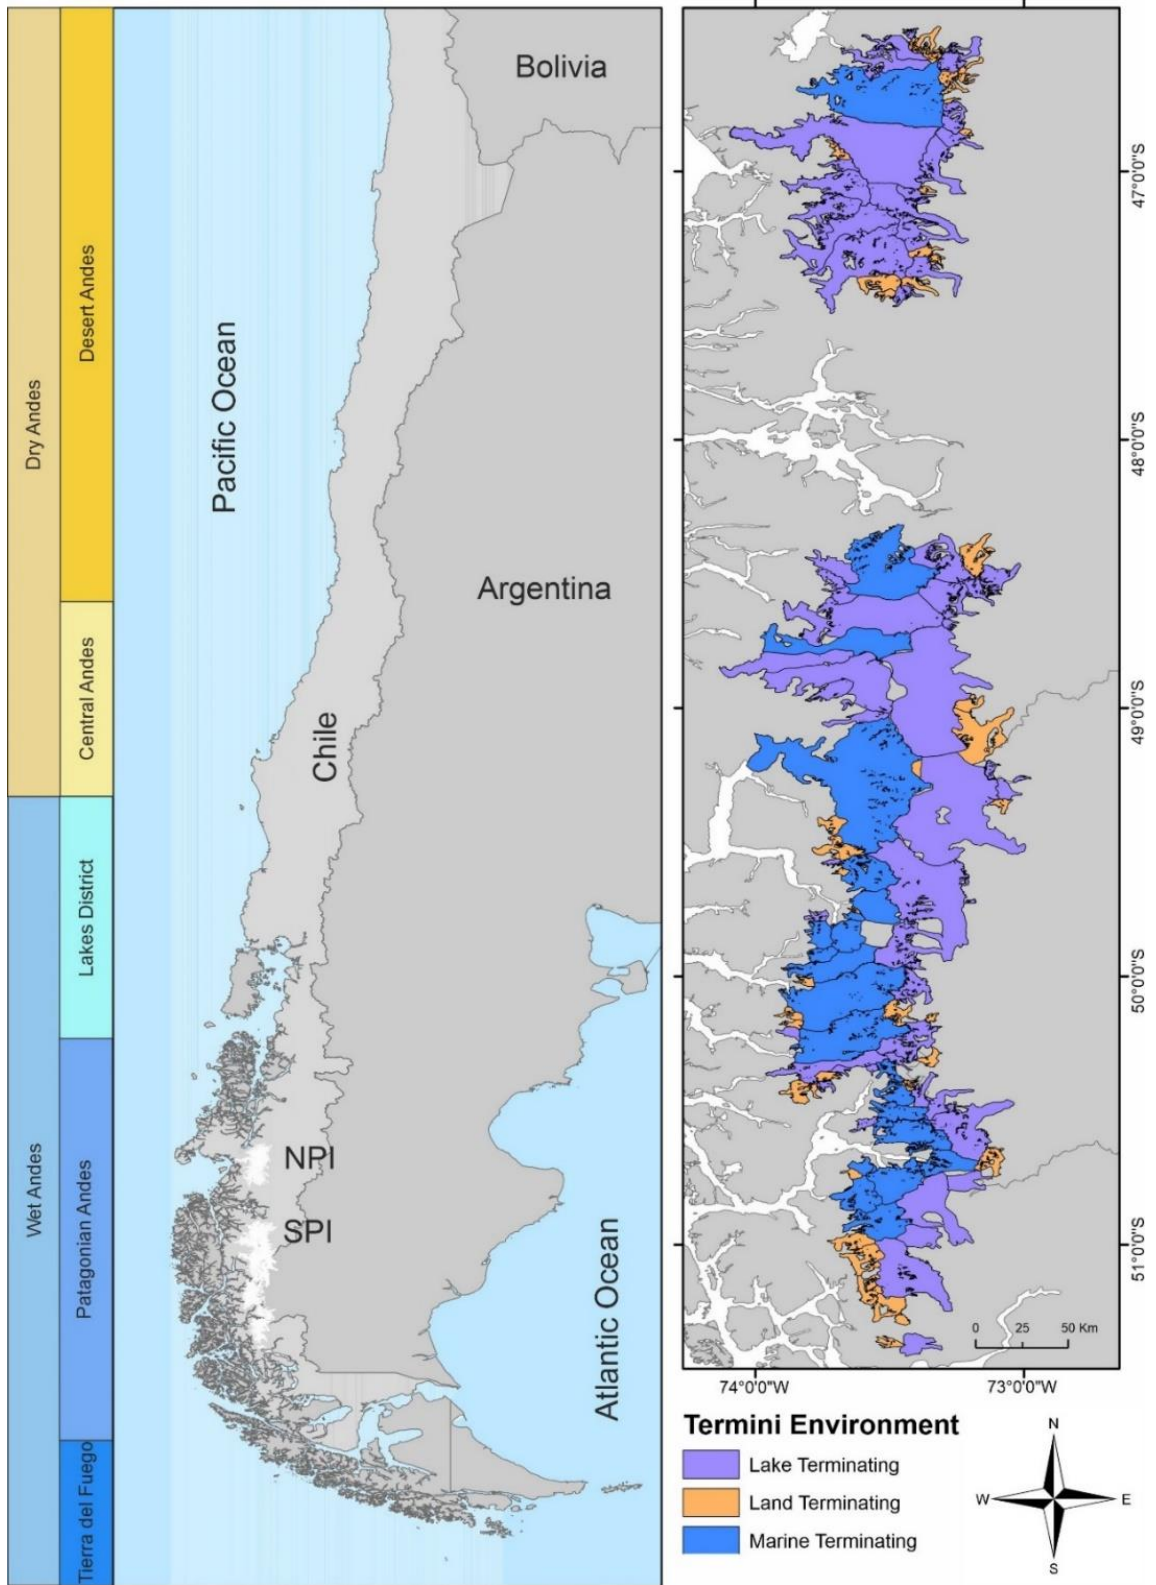 Dry Andes
Wet Andes
Desert Andes
Central Andes
Lakes District
Patagonian Andes
Tierra del Fuego
Bolivia
Pacific Ocean
Argentina
Chile
NPI
SPI
Atlantic Ocean
47°0'0"S
48°0'0"S
49°0'0"S
50°0'0"S
51°0'0"S
0 25 50 Km
74°0'0"W 73°0'0"W
Termini Environment
Lake Terminating
Land Terminating
Marine Terminating
N
W E
S